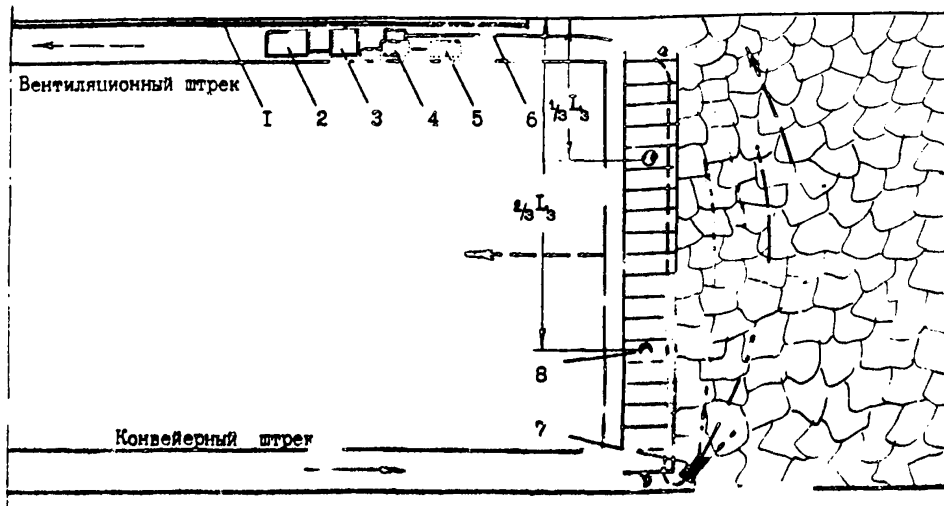 Вентиляционный штрек
I 2 3 4 5 6
1/3 L₃
2/3 L₃
8
7
Конвейерный штрек